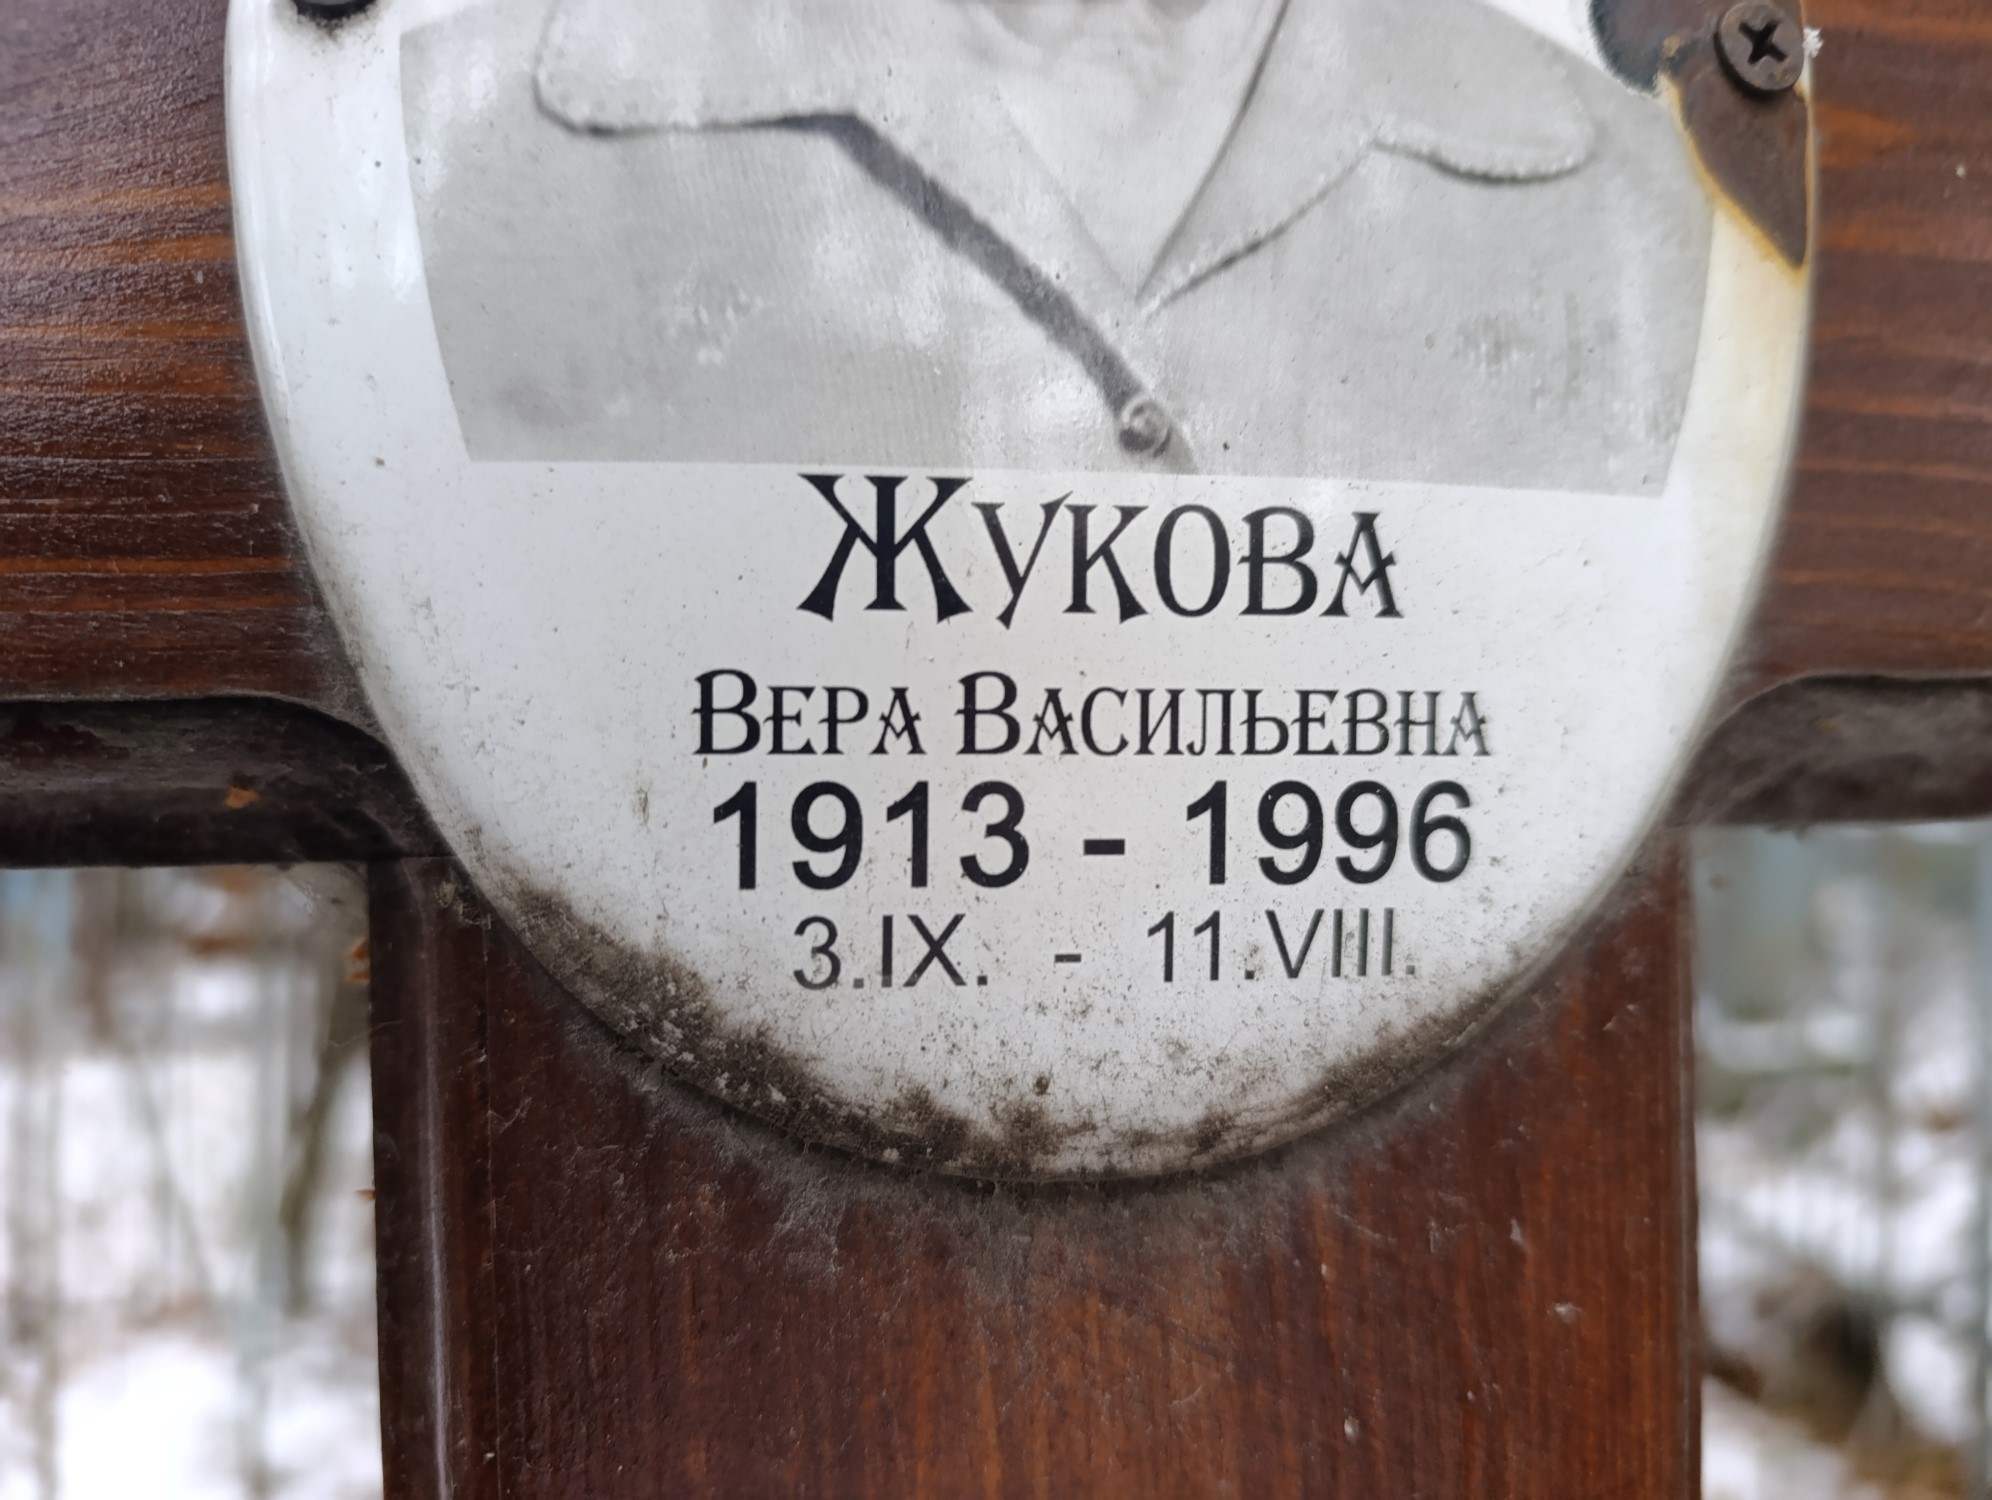 Жукова
Вера Васильевна
1913 - 1996
3.IX. - 11.VIII.